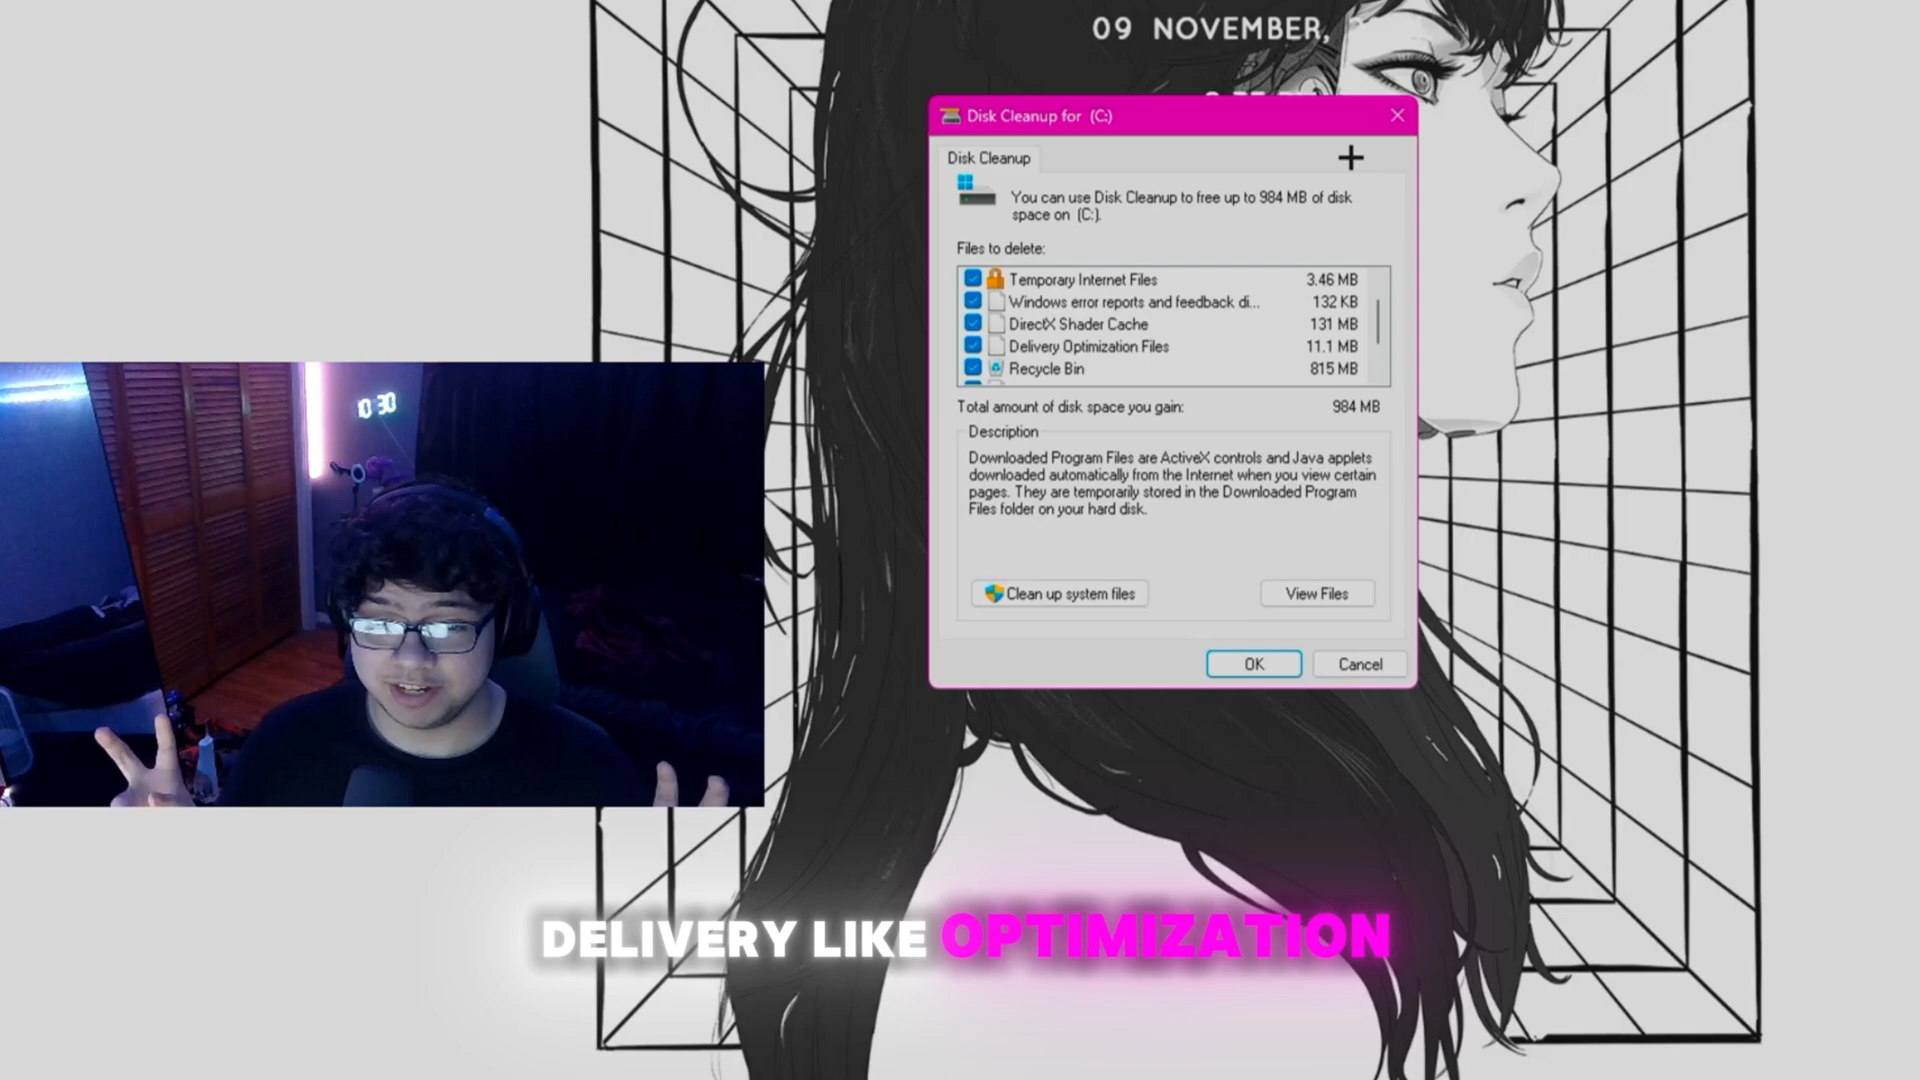 09 NOVEMBER,
Disk Cleanup for (C:)
Disk Cleanup
You can use Disk Cleanup to free up to 984 MB of disk
space on (C:).
Files to delete:
Temporary Internet Files 3.46 MB
Windows error reports and feedback di... 132 KB
DirectX Shader Cache 131 MB
Delivery Optimization Files 11.1 MB
Recycle Bin 815 MB
Total amount of disk space you gain: 984 MB
Description
Downloaded Program Files are ActiveX controls and Java applets
downloaded automatically from the Internet when you view certain
pages. They are temporarily stored in the Downloaded Program
Files folder on your hard disk.
Clean up system files View Files
OK Cancel
10 30
DELIVERY LIKE OPTIMIZATION